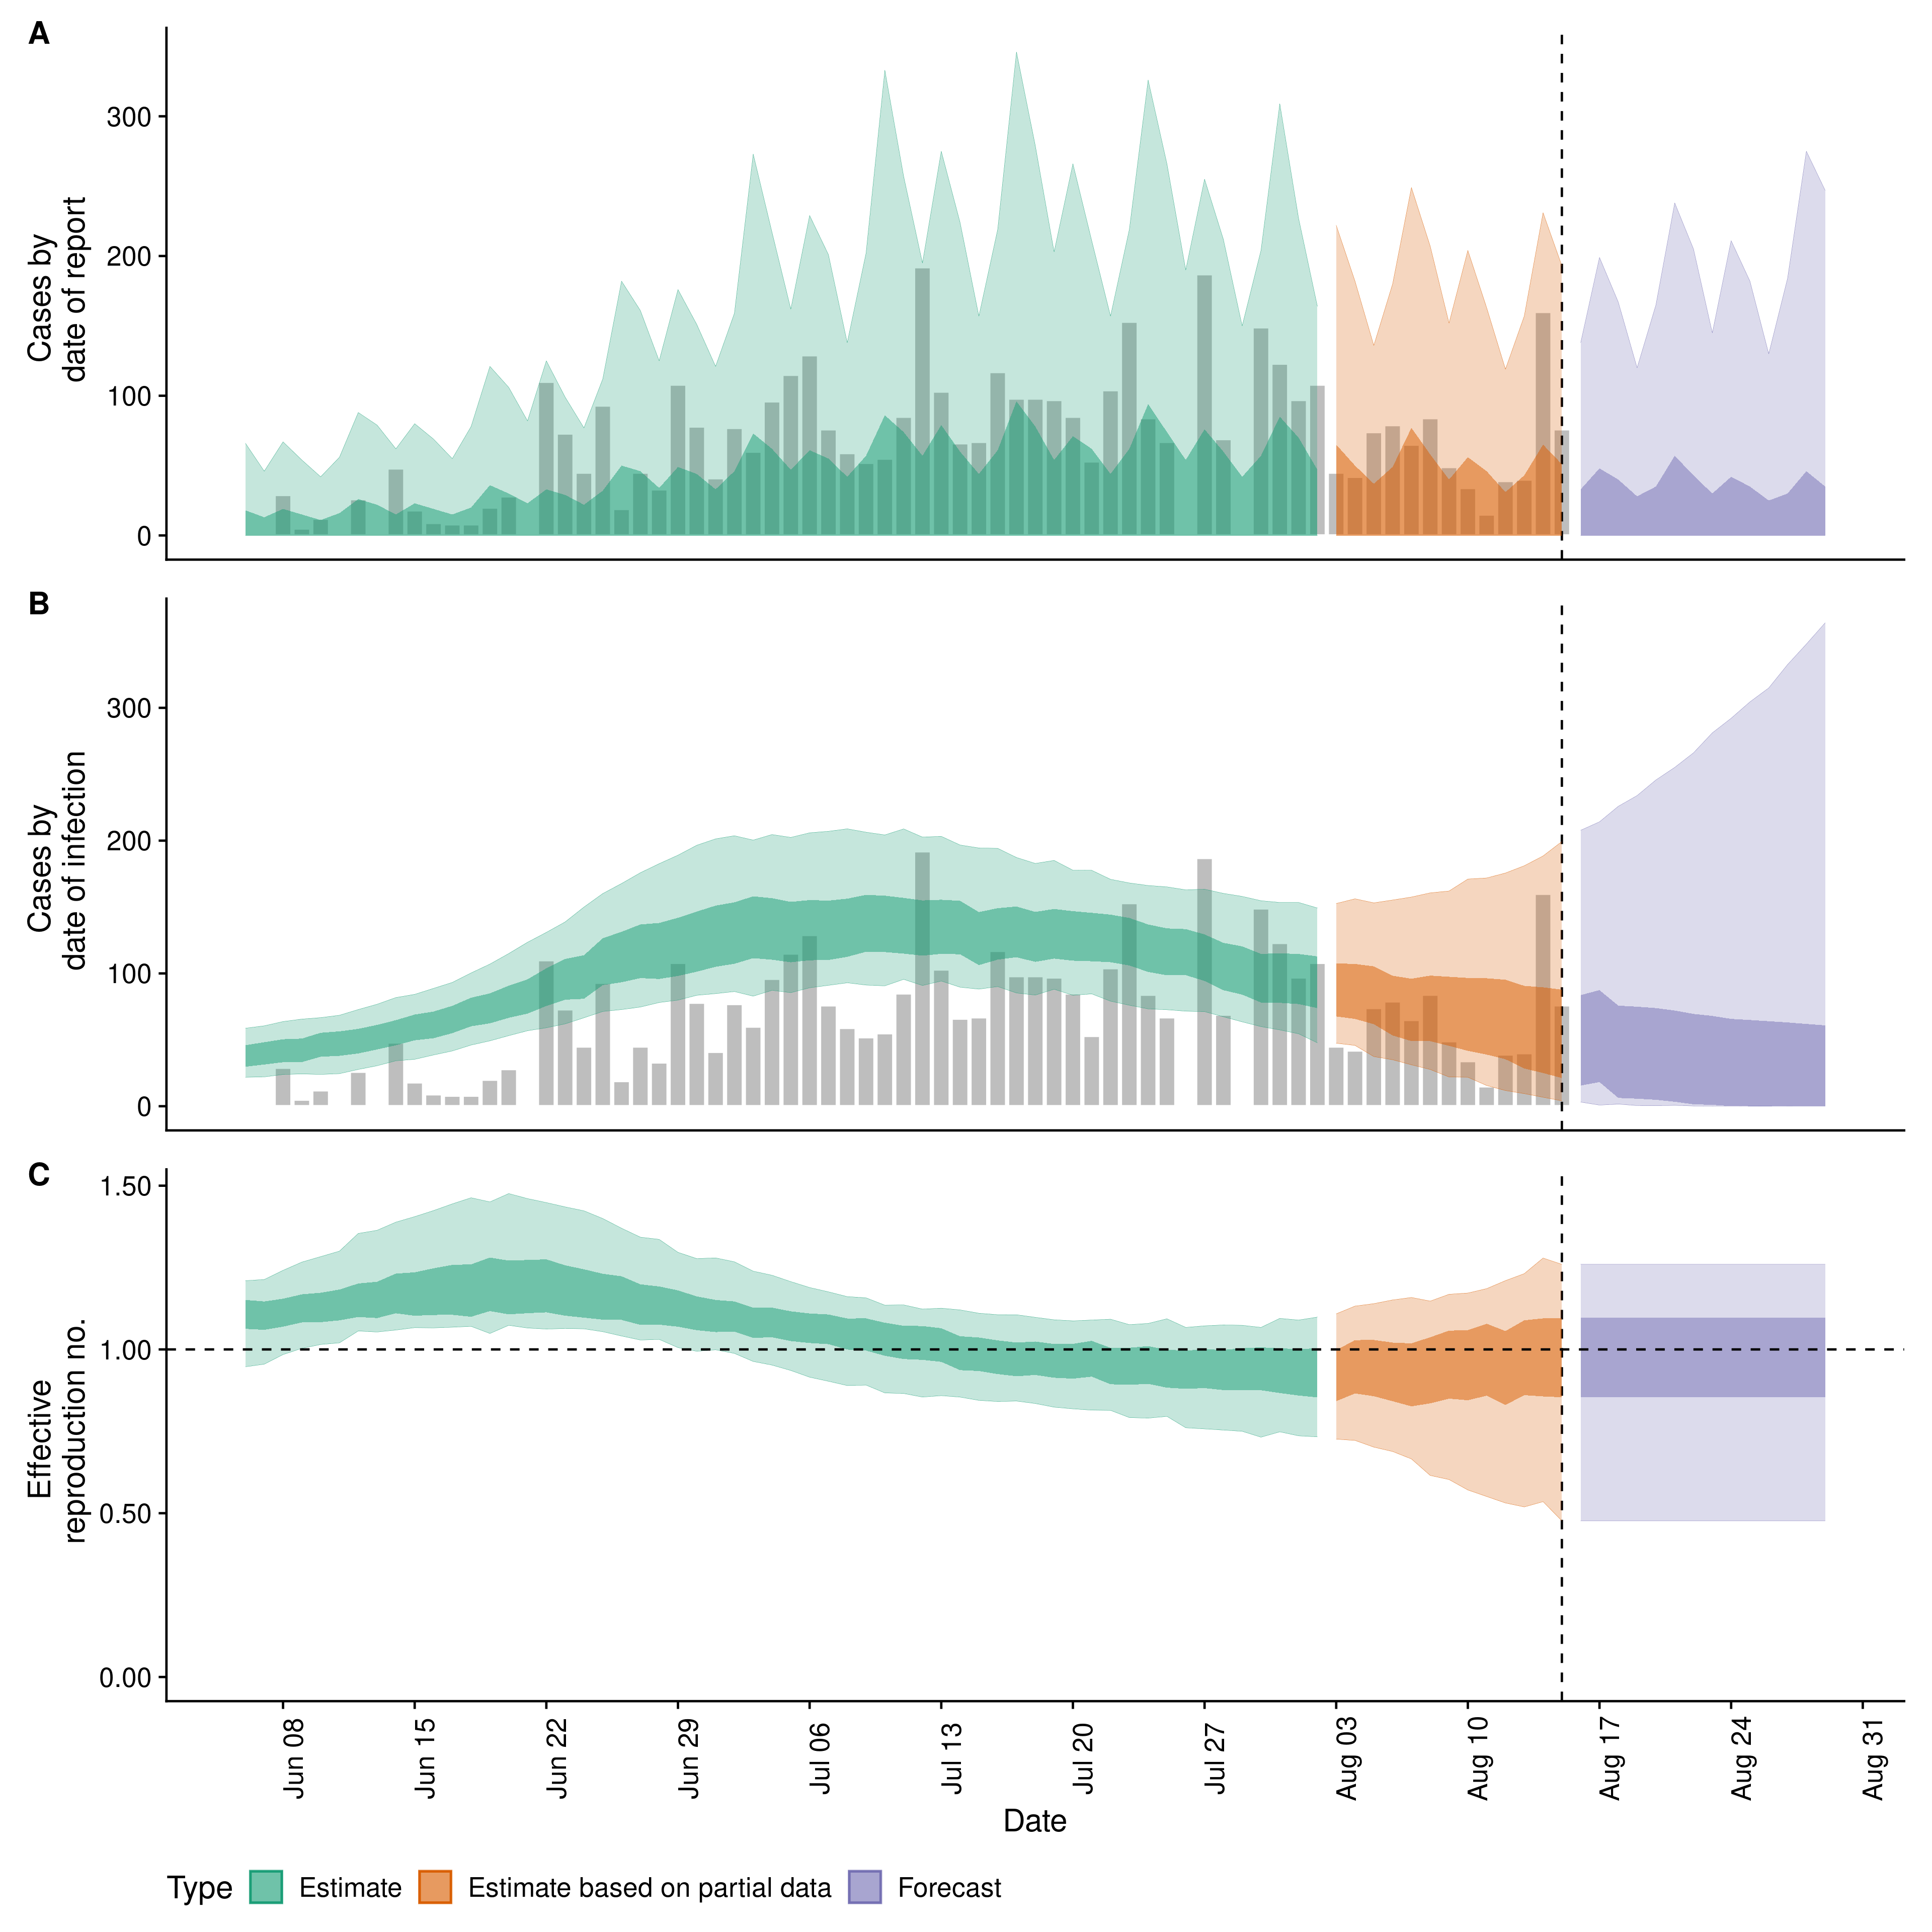 A
Cases by
date of report
300
200
100
0
B
Cases by
date of infection
300
200
100
0
C
Effective
reproduction no.
1.50
1.00
0.50
0.00
Jun 08
Jun 15
Jun 22
Jun 29
Jul 06
Jul 13
Jul 20
Jul 27
Aug 03
Aug 10
Aug 17
Aug 24
Aug 31
Date
Type Estimate Estimate based on partial data Forecast